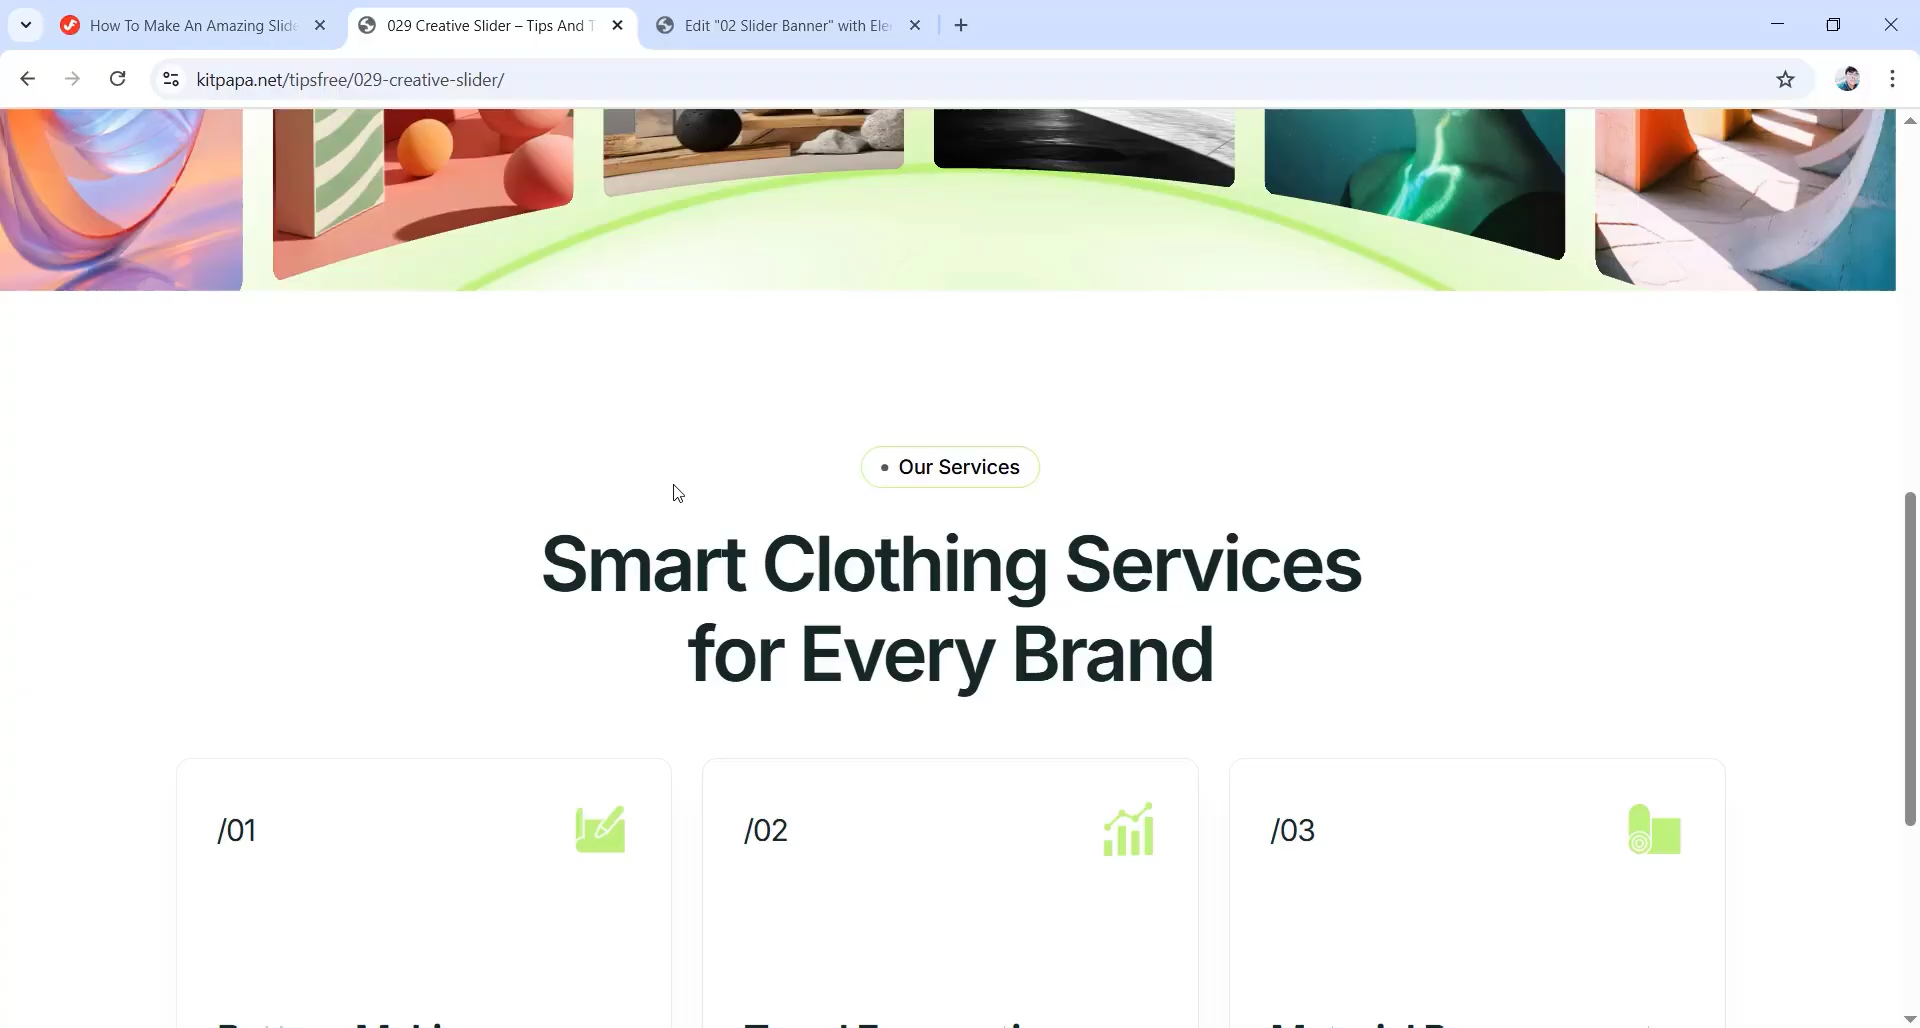 How To Make An Amazing Slide
029 Creative Slider – Tips And T
Edit "02 Slider Banner" with Ele
kitpapa.net/tipsfree/029-creative-slider/
Our Services
Smart Clothing Services
for Every Brand
/01
/02
/03